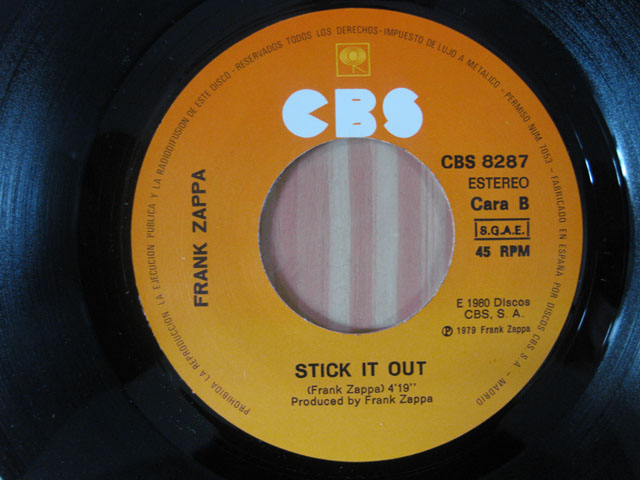 PROHIBIDA LA REPRODUCCION, LA EJECUCION PUBLICA Y LA RADIODIFUSION DE ESTE DISCO - RESERVADOS TODOS LOS DERECHOS - IMPUESTO DE LUJO A METALICO - PERMISO NUM 7053 - FABRICADO EN ESPAÑA POR DISCOS CBS S.A. - MADRID
CBS
FRANK ZAPPA
CBS 8287
ESTEREO
Cara B
S.G.A.E.
45 RPM
E 1980 Discos
CBS, S. A.
Ⓟ 1979 Frank Zappa
STICK IT OUT
(Frank Zappa) 4'19''
Produced by Frank Zappa